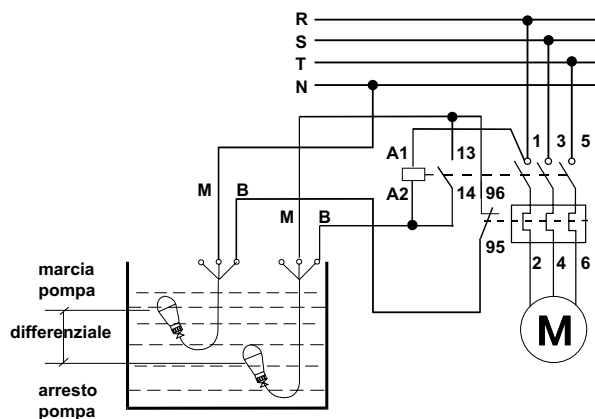 R
S
T
N
1 3 5
A1 13
A2 14 96
M B M B
95
marcia
pompa
2 4 6
differenziale
M
arresto
pompa